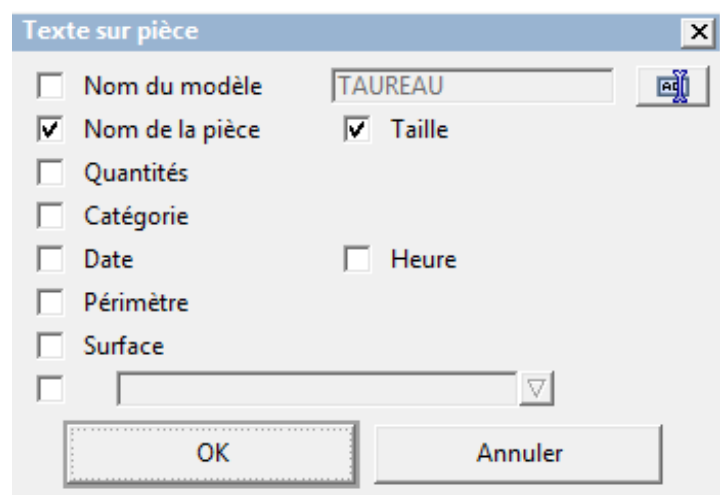 Texte sur pièce
Nom du modèle TAUREAU
Nom de la pièce Taille
Quantités
Catégorie
Date Heure
Périmètre
Surface
OK Annuler